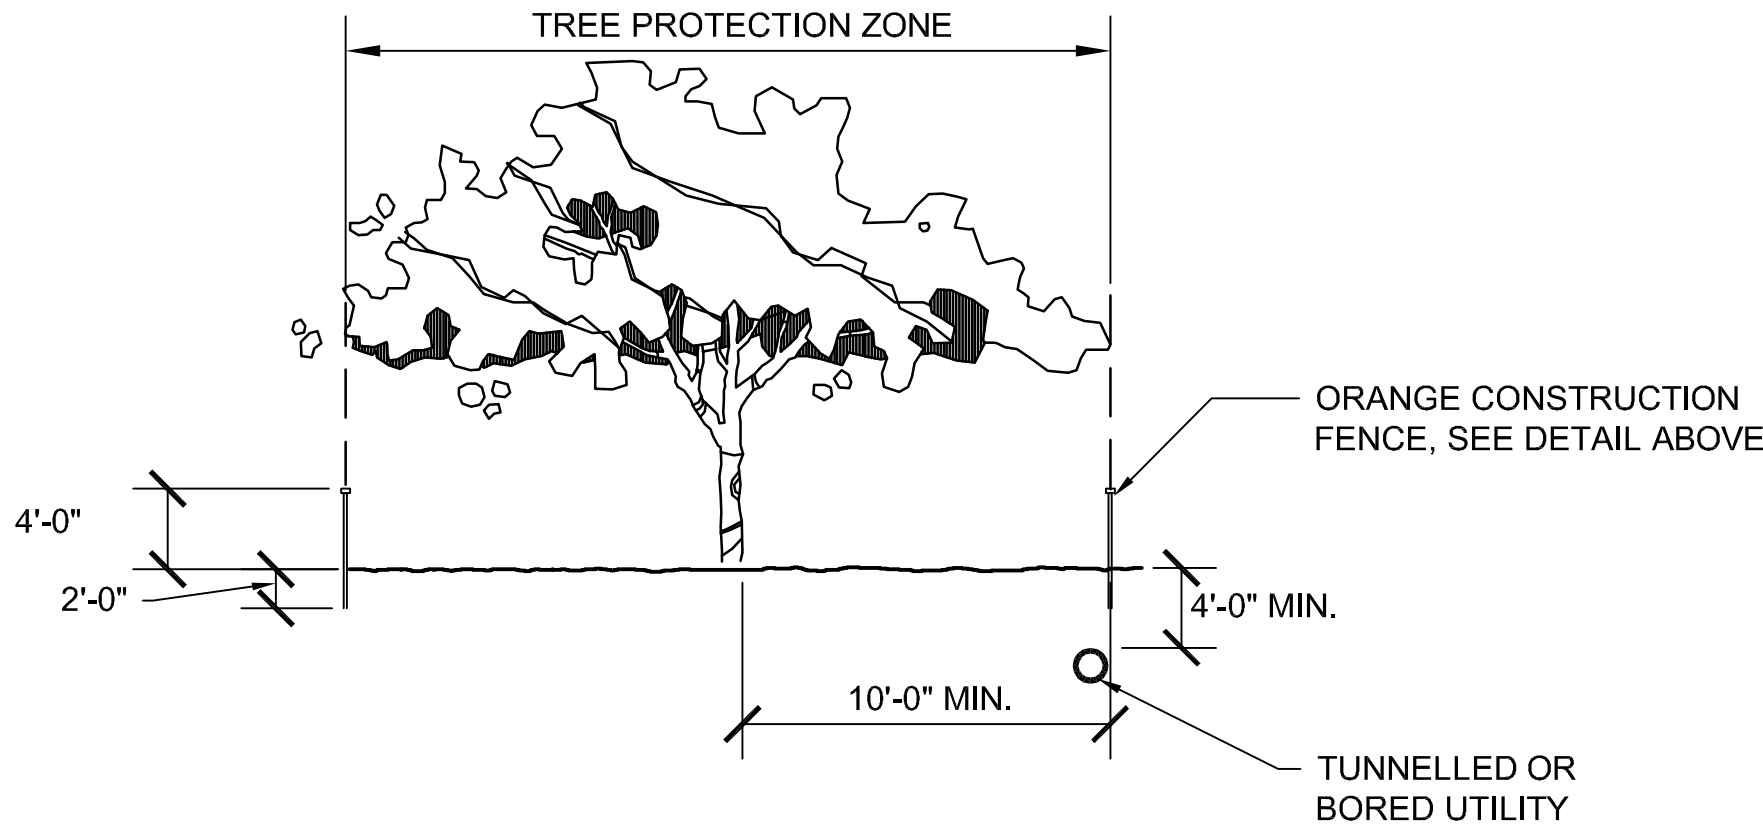 TREE PROTECTION ZONE
ORANGE CONSTRUCTION
FENCE, SEE DETAIL ABOVE
4'-0"
2'-0"
4'-0" MIN.
10'-0" MIN.
TUNNELLED OR
BORED UTILITY